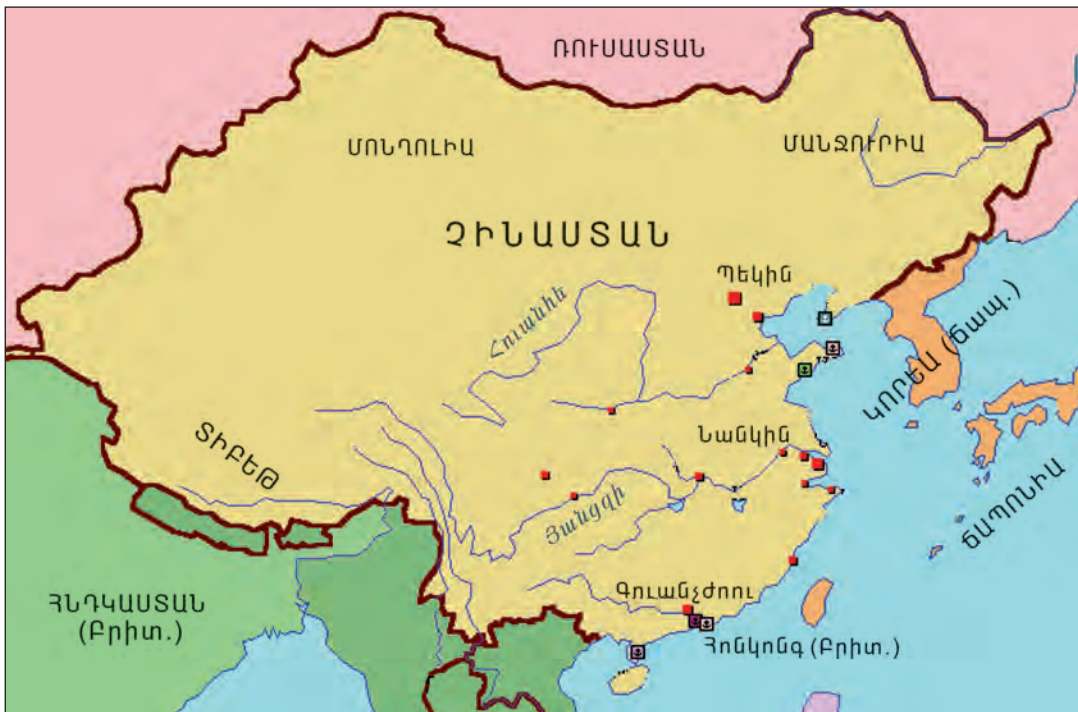 ՌՈՒՍԱՍՏԱՆ
ՄՈՆՂՈԼԻԱ
ՄԱՆՋՈՒՐԻԱ
ՉԻՆԱՍՏԱՆ
Պեկին
Հուանհե
ԿՈՐԵԱ (ճապ.)
ՏԻԲԵԹ
Նանկին
Յանցզի
ՃԱՊՈՆԻԱ
ՀՆԴԿԱՍՏԱՆ
(Բրիտ.)
Գուանչժոու
Հոնկոնգ (Բրիտ.)